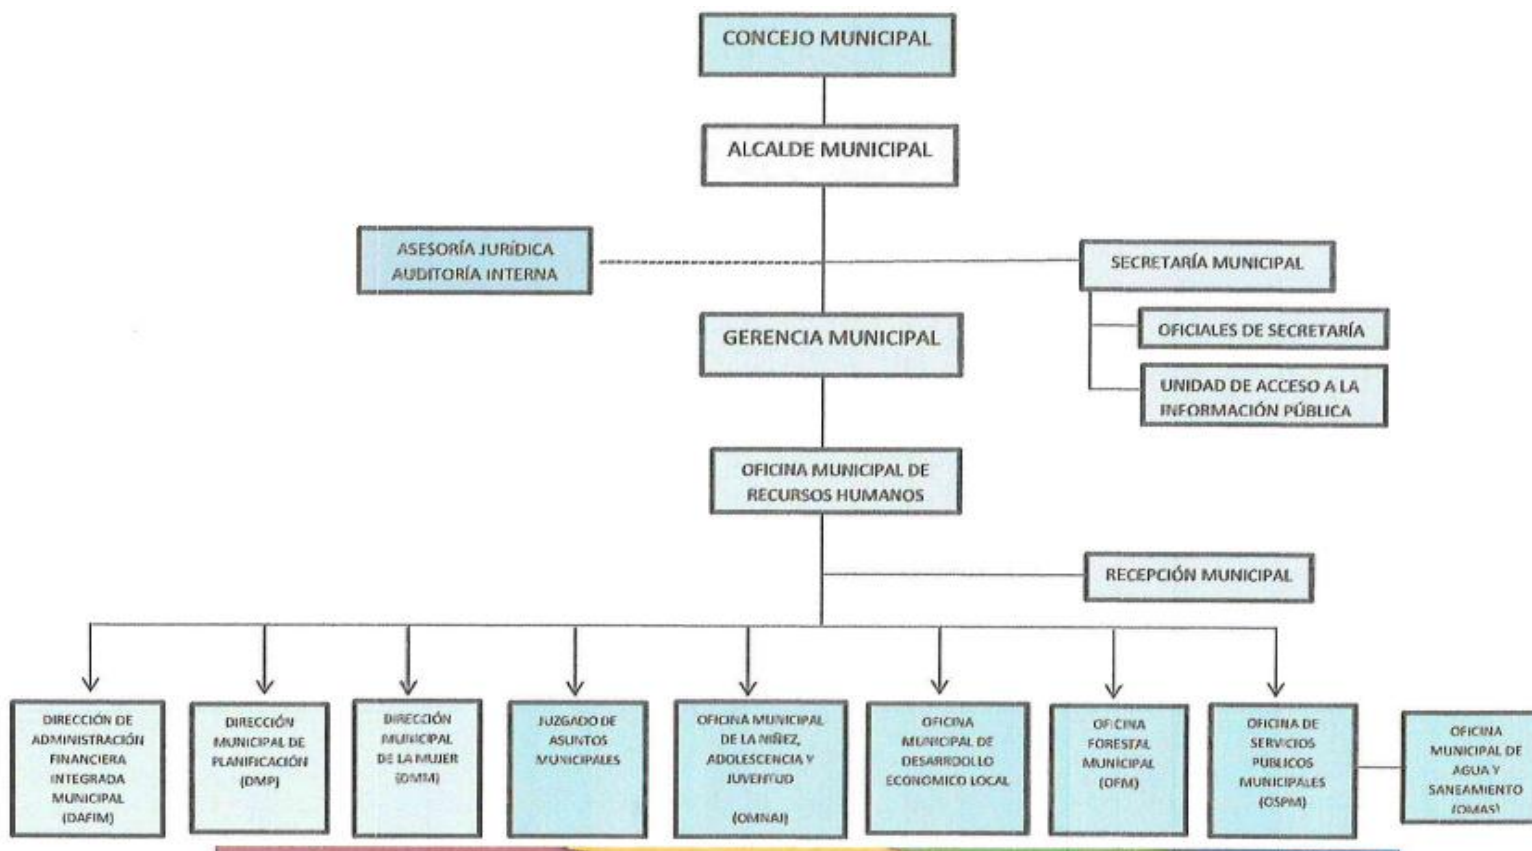 CONCEJO MUNICIPAL
ALCALDE MUNICIPAL
ASESORÍA JURÍDICA
AUDITORÍA INTERNA
SECRETARÍA MUNICIPAL
OFICIALES DE SECRETARÍA
UNIDAD DE ACCESO A LA
INFORMACIÓN PÚBLICA
GERENCIA MUNICIPAL
OFICINA MUNICIPAL DE
RECURSOS HUMANOS
RECEPCIÓN MUNICIPAL
DIRECCIÓN DE
ADMINISTRACIÓN
FINANCIERA
INTEGRADA
MUNICIPAL
(DAFIM)
DIRECCIÓN
MUNICIPAL DE
PLANIFICACIÓN
(DMP)
DIRECCIÓN
MUNICIPAL
DE LA MUJER
(DMM)
JUZGADO DE
ASUNTOS
MUNICIPALES
OFICINA MUNICIPAL
DE LA NIÑEZ,
ADOLESCENCIA Y
JUVENTUD
(OMNAJ)
OFICINA
MUNICIPAL DE
DESARROLLO
ECONOMICO LOCAL
OFICINA
FORESTAL
MUNICIPAL
(OFM)
OFICINA DE
SERVICIOS
PUBLICOS
MUNICIPALES
(OSPM)
OFICINA
MUNICIPAL DE
AGUA Y
SANEAMIENTO
(OMAS)